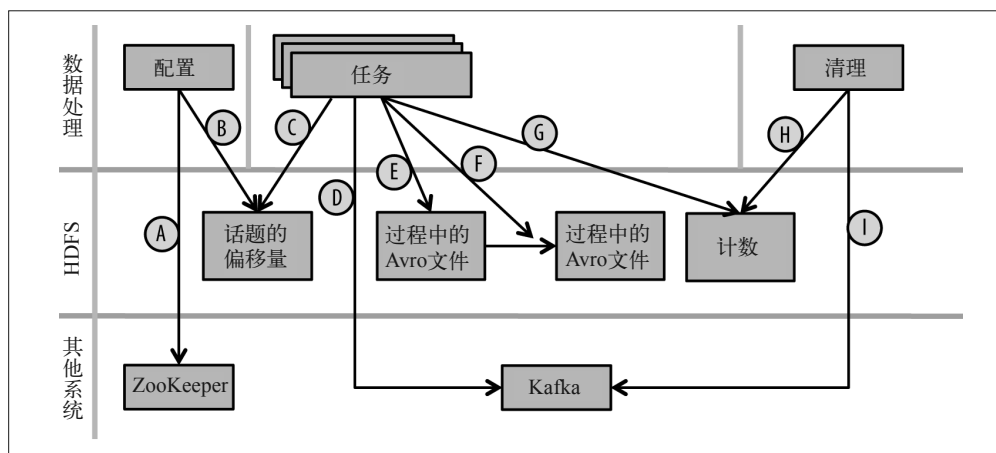 数据处理
配置
任务
清理
B
C
G
H
E
F
HDFS
A
D
I
话题的
偏移量
过程中的
Avro文件
过程中的
Avro文件
计数
其他系统
ZooKeeper
Kafka